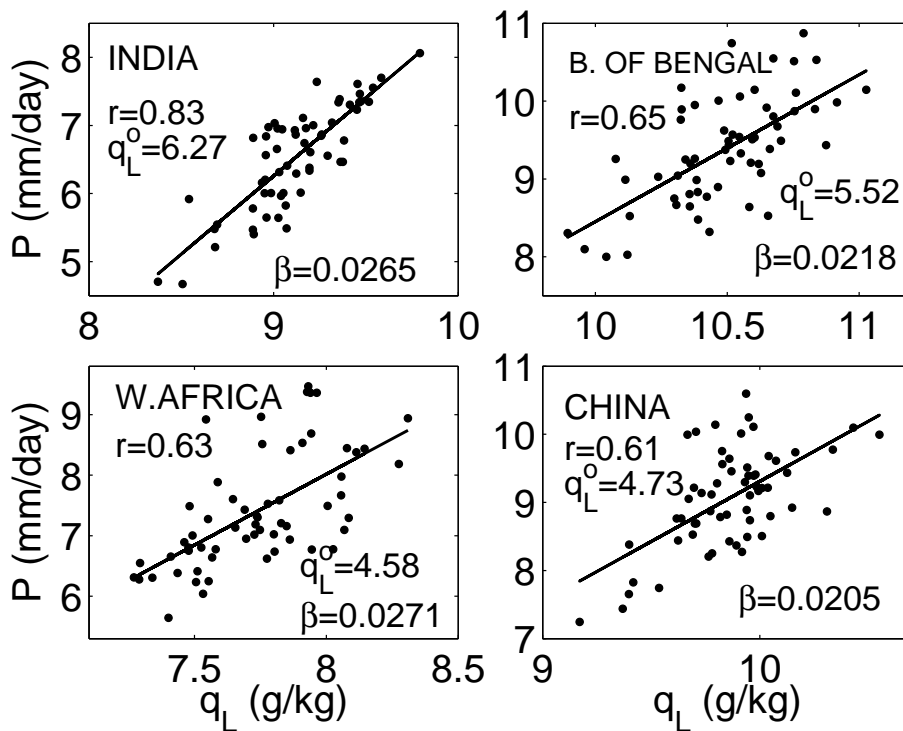 INDIA
r=0.83
q_L^o=6.27
β=0.0265
P (mm/day)
8
7
6
5
8
9
10
B. OF BENGAL
r=0.65
q_L^o=5.52
β=0.0218
11
10
9
8
10
10.5
11
W.AFRICA
r=0.63
q_L^o=4.58
β=0.0271
P (mm/day)
9
8
7
6
7.5
8
8.5
q_L (g/kg)
CHINA
r=0.61
q_L^o=4.73
β=0.0205
11
10
9
8
7
9
10
q_L (g/kg)